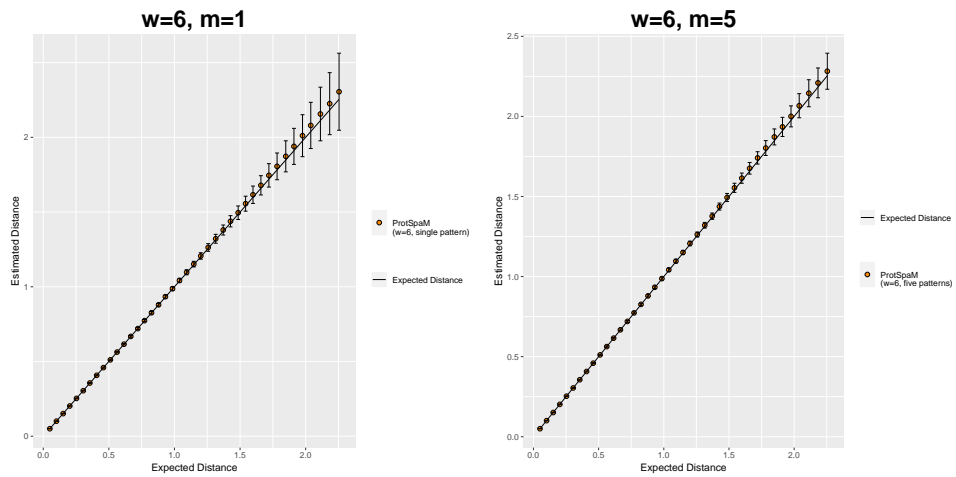 w=6, m=1
Estimated Distance
2
1
0
0.0 0.5 1.0 1.5 2.0
Expected Distance
ProtSpaM
(w=6, single pattern)
Expected Distance
w=6, m=5
Estimated Distance
2.5
2.0
1.5
1.0
0.5
0.0
0.0 0.5 1.0 1.5 2.0
Expected Distance
Expected Distance
ProtSpaM
(w=6, five patterns)